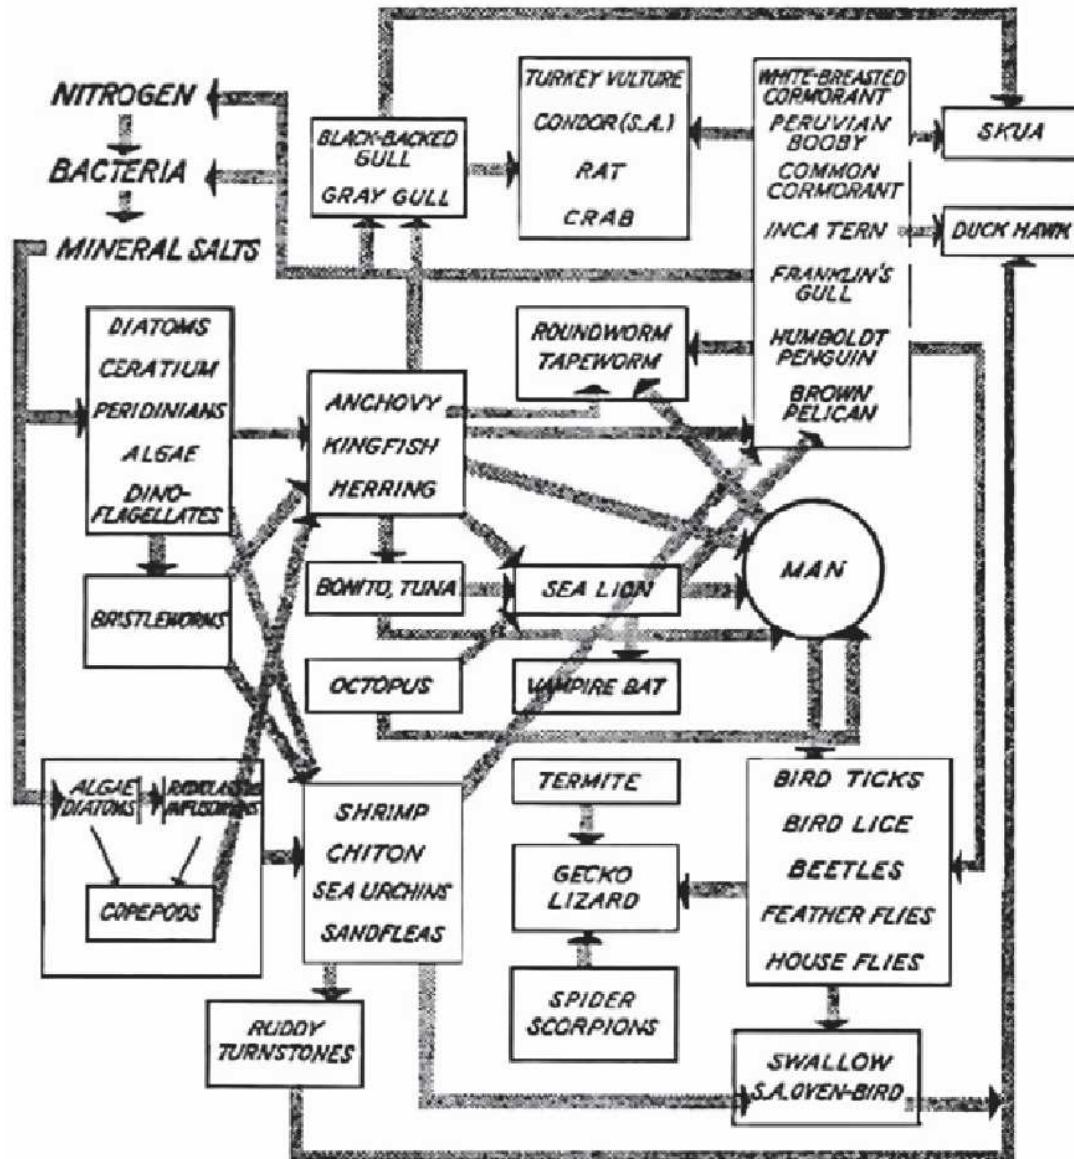 NITROGEN
BACTERIA
MINERAL SALTS
BLACK-BACKED
GULL
GRAY GULL
TURKEY VULTURE
CONDOR (S.A.)
RAT
CRAB
WHITE-BREASTED
CORMORANT
PERUVIAN
BOOBY
COMMON
CORMORANT
INCA TERN
FRANKLIN'S
GULL
HUMBOLDT
PENGUIN
BROWN
PELICAN
SKUA
DUCK HAWK
DIATOMS
CERATIUM
PERIDINIANS
ALGAE
DINO-
FLAGELLATES
ROUNDWORM
TAPEWORM
ANCHOVY
KINGFISH
HERRING
BRISTLEWORMS
BONITO, TUNA
SEA LION
MAN
OCTOPUS
VAMPIRE BAT
ALGAE
DIATOMS
COPEPODS
SHRIMP
CHITON
SEA URCHINS
SANDFLEAS
TERMITE
GECKO
LIZARD
SPIDER
SCORPIONS
BIRD TICKS
BIRD LICE
BEETLES
FEATHER FLIES
HOUSE FLIES
RUDDY
TURNSTONES
SWALLOW
S.A. OVEN-BIRD